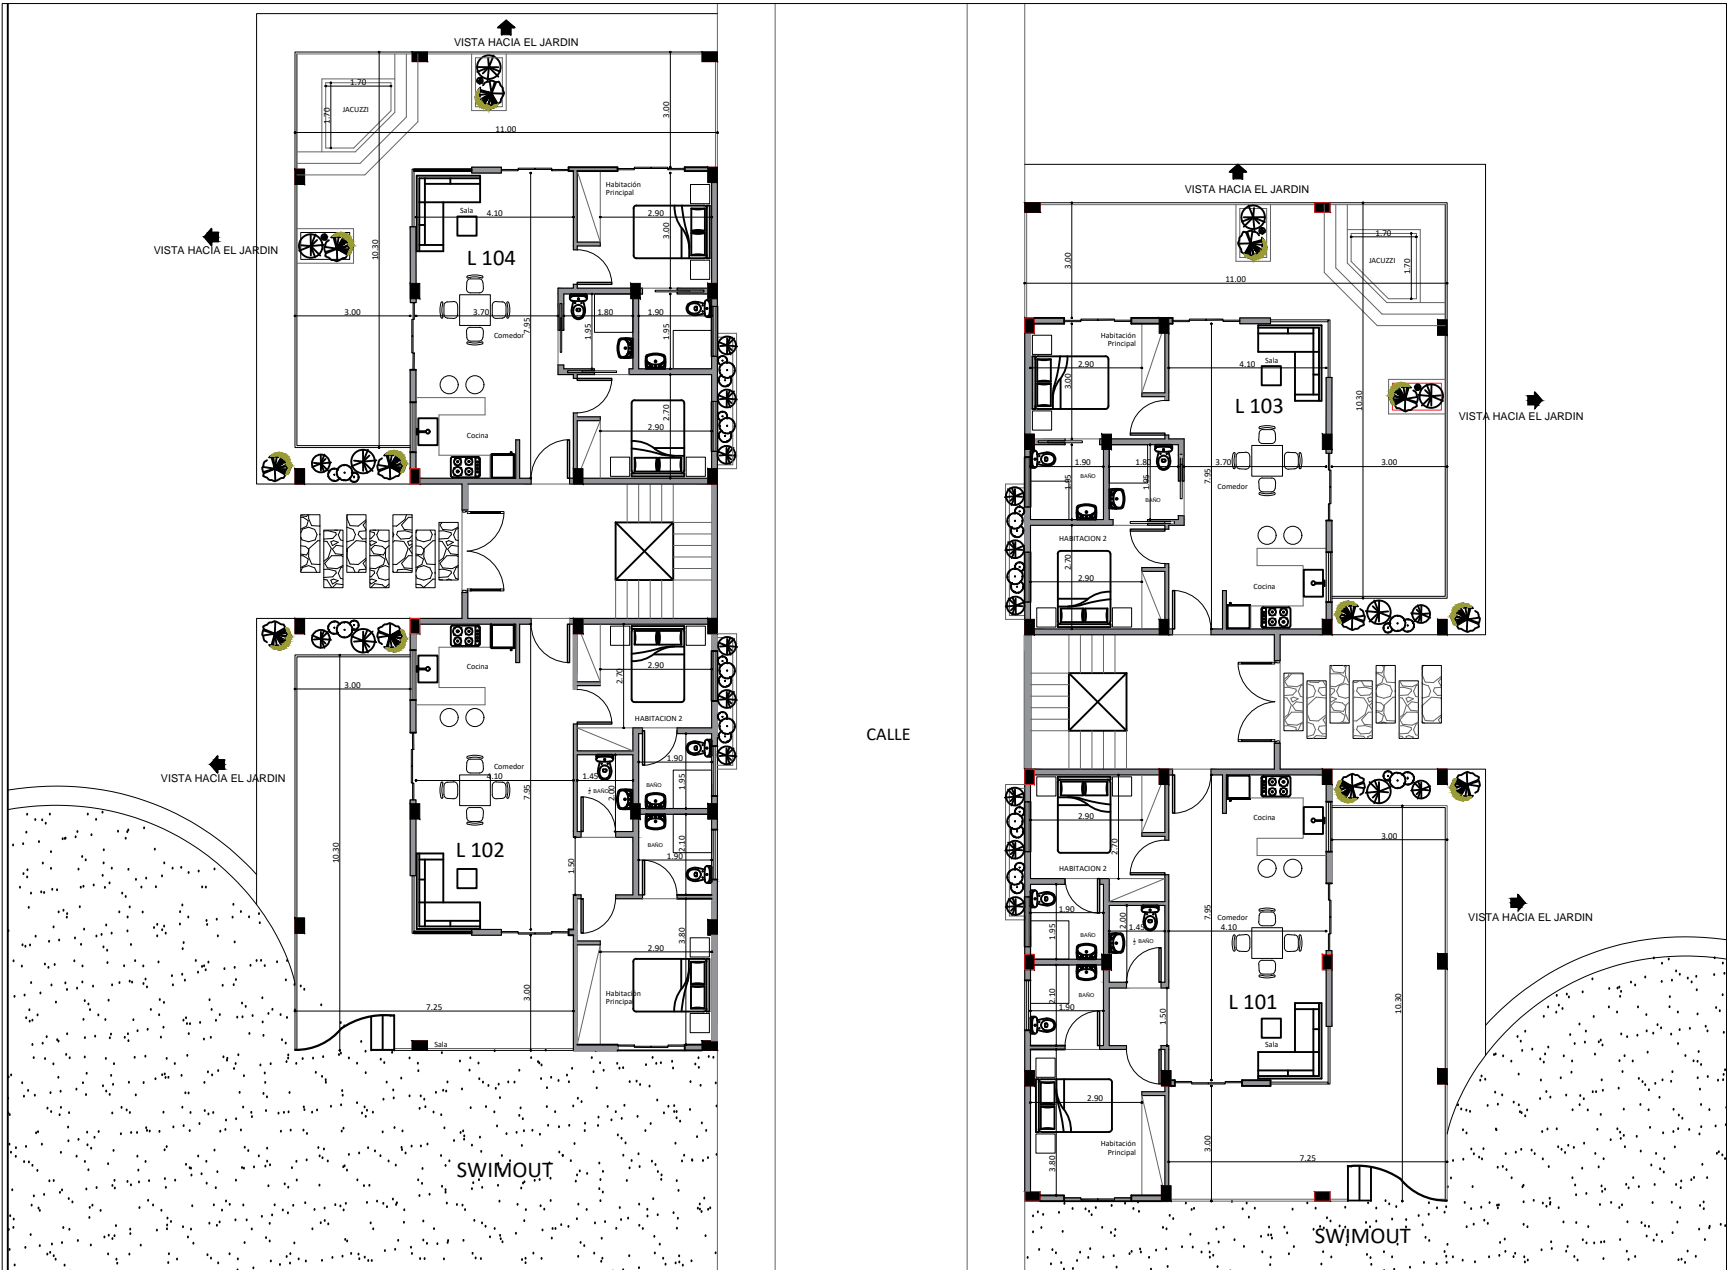 VISTA HACIA EL JARDIN
1.70
1.70
JACUZZI
3.00
11.00
Habitación
Principal
Sala
4.10
2.90
3.00
VISTA HACIA EL JARDIN
10.30
L 104
3.00
3.70
7.95
1.95
1.80
1.90
1.95
Comedor
2.70
2.90
Cocina
Cocina
2.90
2.70
3.00
HABITACION 2
VISTA HACIA EL JARDIN
Comedor
4.10
7.95
1.45
½ BAÑO
2.00
1.90
BAÑO
1.95
BAÑO
2.10
1.90
10.30
L 102
1.50
3.80
2.90
Habitación
Principal
3.00
7.25
Sala
SWIMOUT
CALLE
VISTA HACIA EL JARDIN
1.70
JACUZZI
1.70
3.00
11.00
Habitación
Principal
Sala
2.90
3.00
4.10
10.30
L 103
VISTA HACIA EL JARDIN
1.90
1.80
3.70
3.00
1.95
BAÑO
1.95
BAÑO
7.95
Comedor
HABITACION 2
2.70
2.90
Cocina
Cocina
2.90
3.00
2.70
HABITACION 2
1.90
7.95
Comedor
VISTA HACIA EL JARDIN
2.00
1.45
4.10
1.95
BAÑO
½ BAÑO
2.10
BAÑO
1.90
L 101
10.30
1.50
Sala
2.90
Habitación
Principal
3.00
3.80
7.25
SWIMOUT